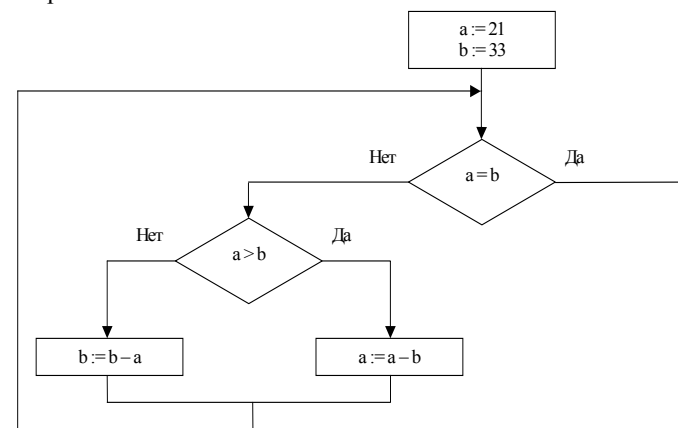 a := 21
b := 33
Нет
Да
a = b
Нет
Да
a > b
b := b – a
a := a – b